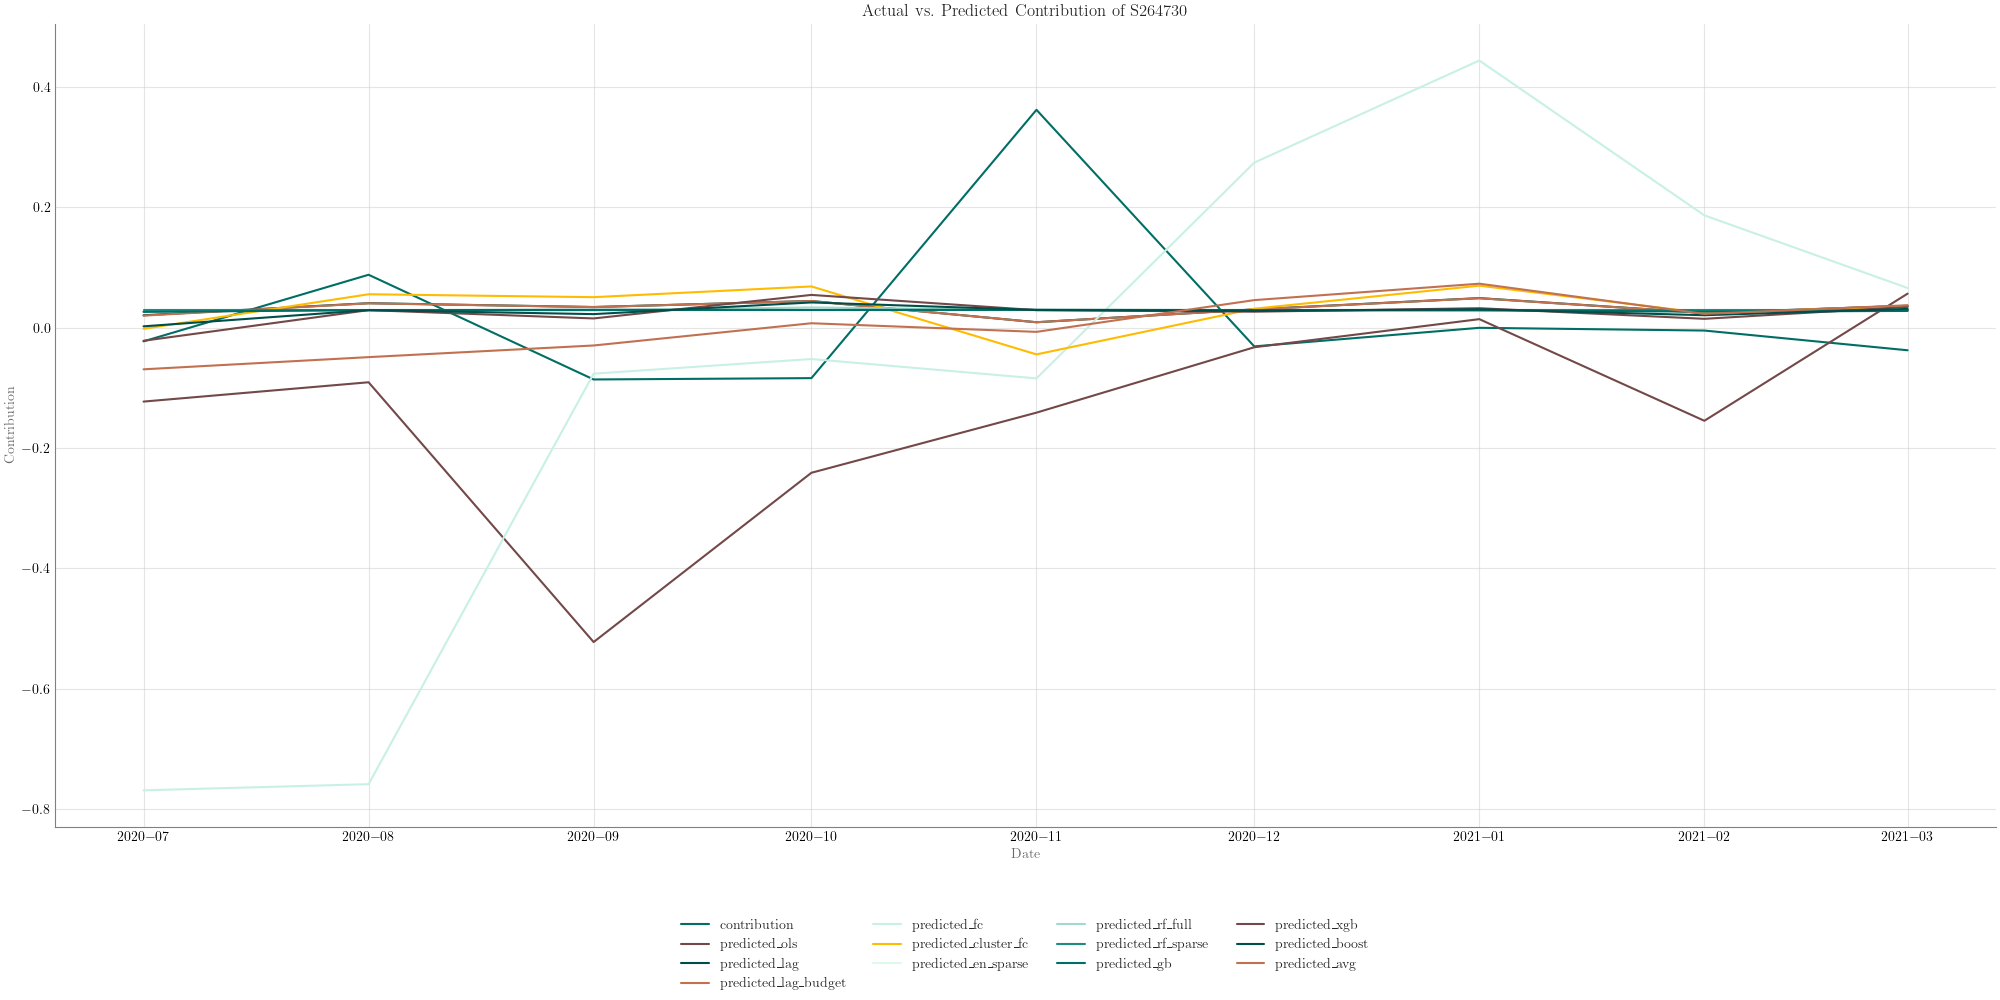 Actual vs. Predicted Contribution of S264730
Contribution
0.4
0.2
0.0
−0.2
−0.4
−0.6
−0.8
2020−07 2020−08 2020−09 2020−10 2020−11 2020−12 2021−01 2021−02 2021−03
Date
contribution predicted_fc predicted_rf_full predicted_xgb
predicted_ols predicted_cluster_fc predicted_rf_sparse predicted_boost
predicted_lag predicted_en_sparse predicted_gb predicted_avg
predicted_lag_budget